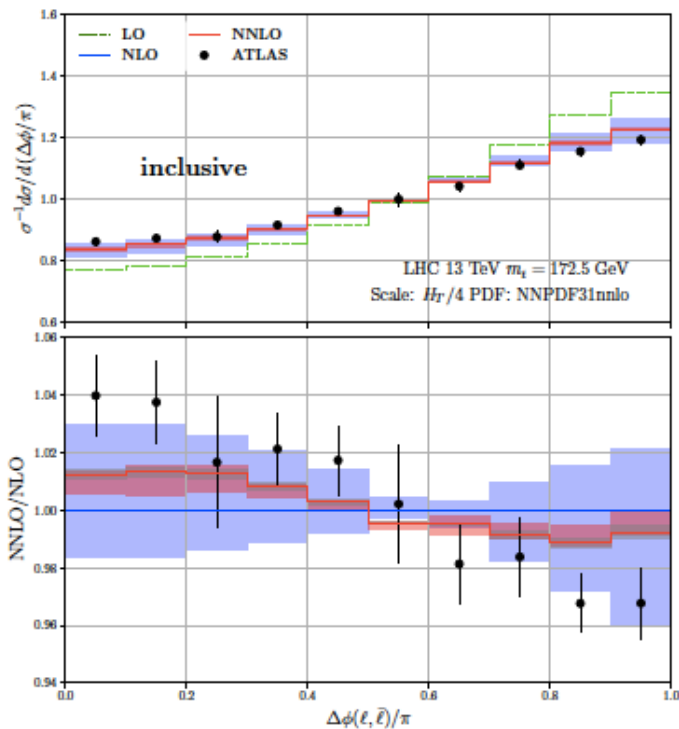 LO
NNLO
NLO
ATLAS
1.6
1.4
1.2
1.0
0.8
0.6
σ⁻¹dσ/d(Δφ/π)
inclusive
LHC 13 TeV mₜ = 172.5 GeV
Scale: H_T/4 PDF: NNPDF31nnlo
1.06
1.04
1.02
1.00
0.98
0.96
0.94
NNLO/NLO
0.0 0.2 0.4 0.6 0.8 1.0
Δφ(ℓ, ℓ̄)/π